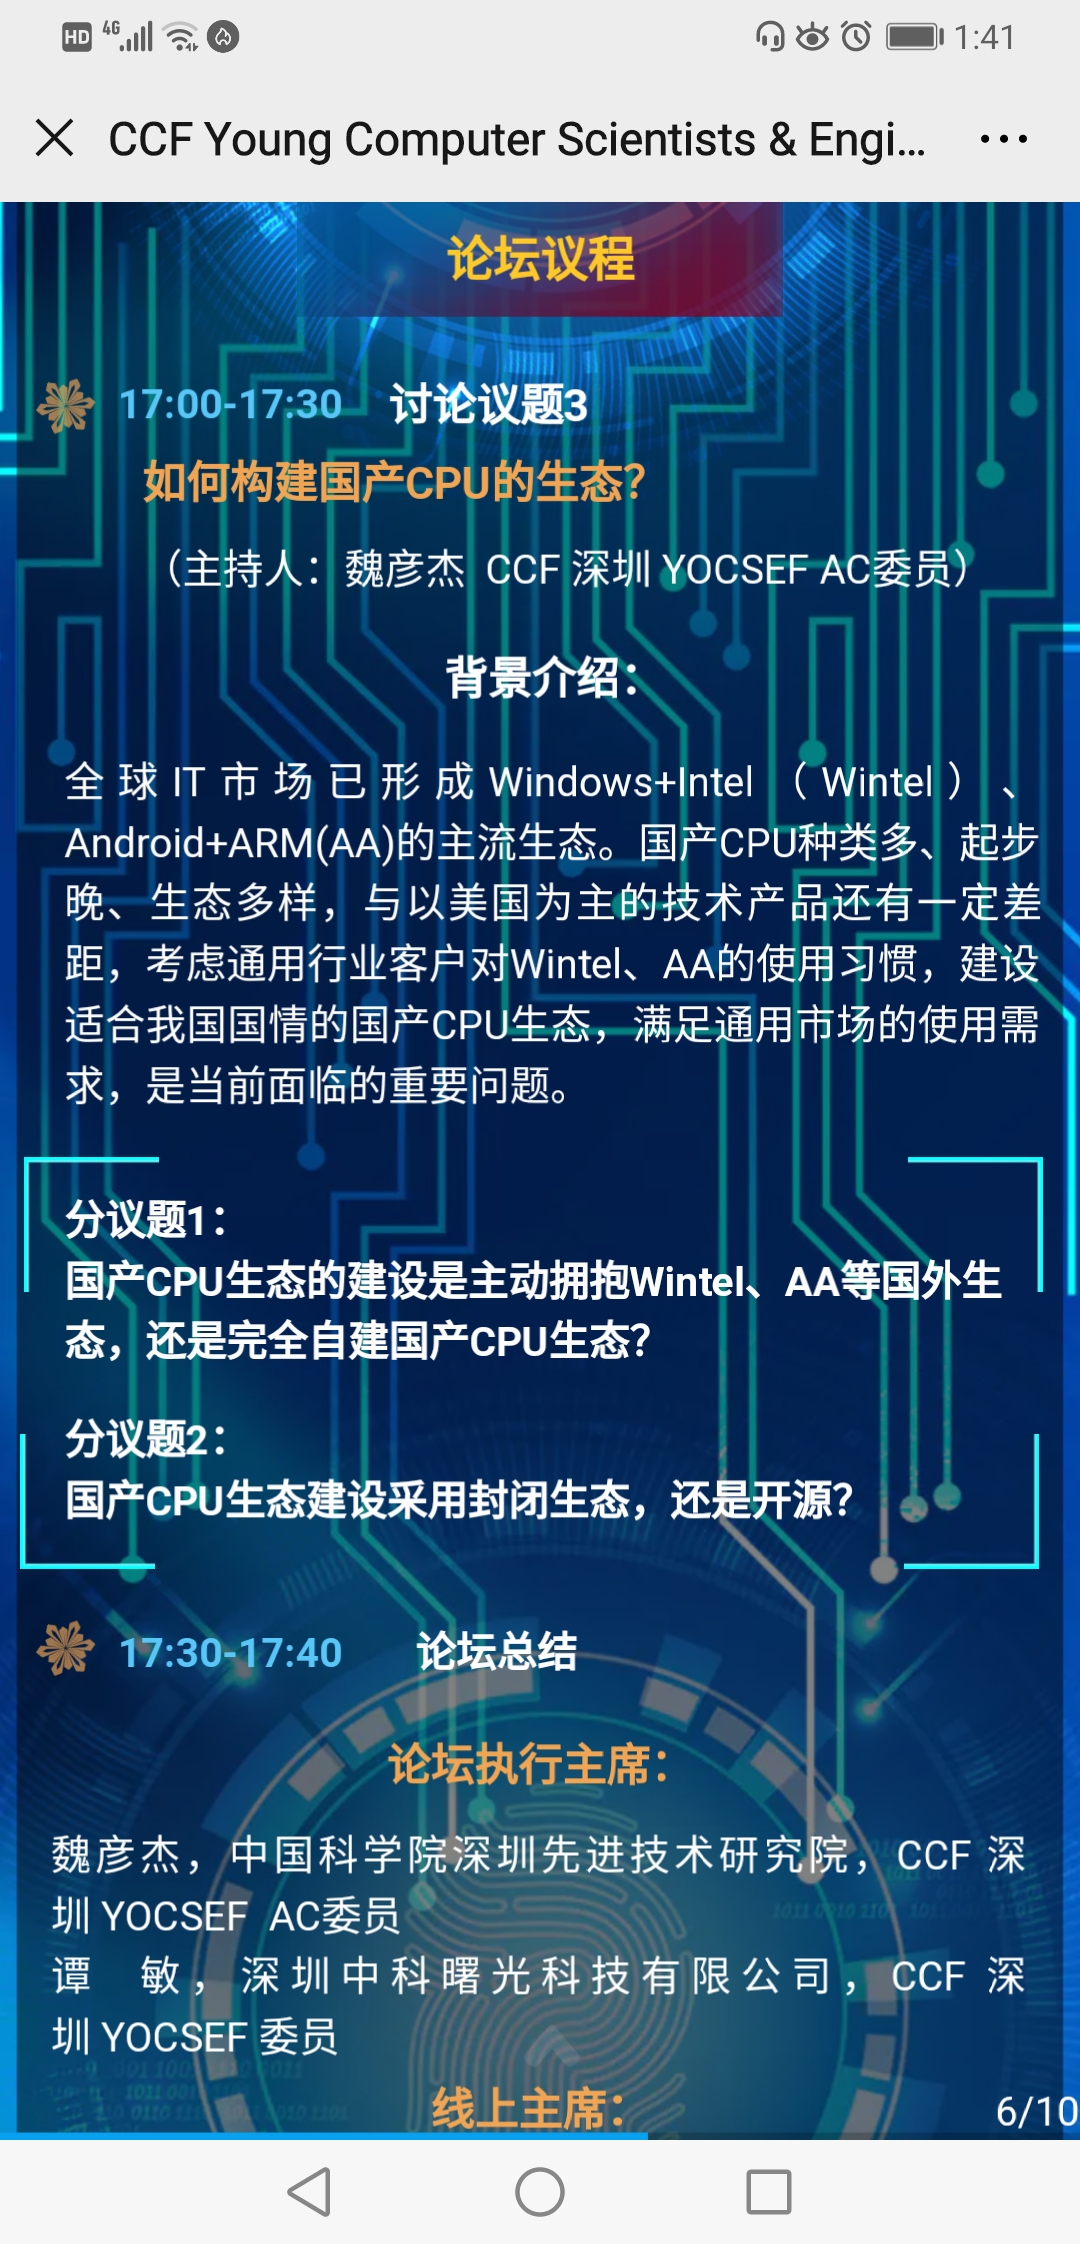 HD 4G 1:41
CCF Young Computer Scientists & Engi...
论坛议程
17:00-17:30 讨论议题3
如何构建国产CPU的生态？
（主持人：魏彦杰 CCF 深圳 YOCSEF AC委员）
背景介绍：
全球IT市场已形成Windows+Intel（Wintel）、
Android+ARM(AA)的主流生态。国产CPU种类多、起步
晚、生态多样，与以美国为主的技术产品还有一定差
距，考虑通用行业客户对Wintel、AA的使用习惯，建设
适合我国国情的国产CPU生态，满足通用市场的使用需
求，是当前面临的重要问题。
分议题1：
国产CPU生态的建设是主动拥抱Wintel、AA等国外生
态，还是完全自建国产CPU生态？
分议题2：
国产CPU生态建设采用封闭生态，还是开源？
17:30-17:40 论坛总结
论坛执行主席：
魏彦杰，中国科学院深圳先进技术研究院，CCF 深
圳 YOCSEF AC委员
谭 敏，深圳中科曙光科技有限公司，CCF 深
圳 YOCSEF 委员
线上主席：
6/10